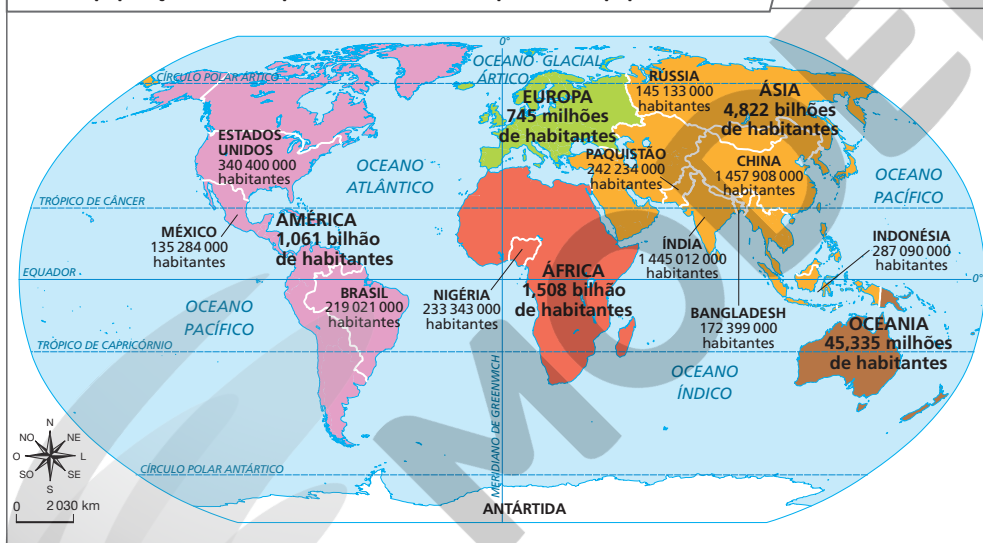 0°
OCEANO GLACIAL
ÁRTICO
CÍRCULO POLAR ÁRTICO
RÚSSIA
145 133 000
habitantes
ÁSIA
4,822 bilhões
de habitantes
EUROPA
745 milhões
de habitantes
ESTADOS
UNIDOS
340 400 000
habitantes
OCEANO
ATLÂNTICO
PAQUISTÃO
242 234 000
habitantes
CHINA
1 457 908 000
habitantes
OCEANO
PACÍFICO
TRÓPICO DE CÂNCER
MÉXICO
135 284 000
habitantes
AMÉRICA
1,061 bilhão
de habitantes
ÍNDIA
1 445 012 000
habitantes
INDONÉSIA
287 090 000
habitantes
EQUADOR
0°
OCEANO
PACÍFICO
BRASIL
219 021 000
habitantes
NIGÉRIA
233 343 000
habitantes
ÁFRICA
1,508 bilhão
de habitantes
BANGLADESH
172 399 000
habitantes
OCEANIA
45,335 milhões
de habitantes
TRÓPICO DE CAPRICÓRNIO
MERIDIANO DE GREENWICH
OCEANO
ÍNDICO
N
NO
NE
O
L
SO
SE
S
CÍRCULO POLAR ANTÁRTICO
0
2 030 km
ANTÁRTIDA